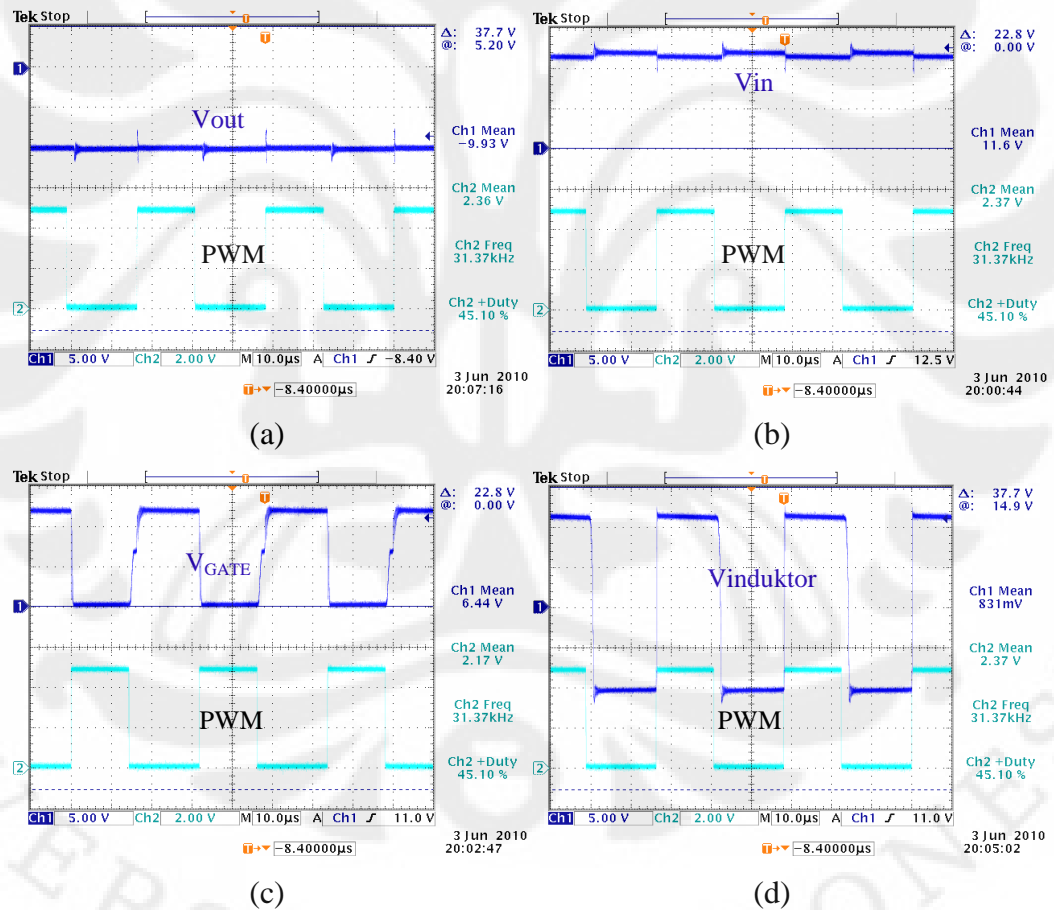 Tek Stop
T
T
Δ: 37.7 V
@: 5.20 V
1
Vout
Ch1 Mean
-9.93 V
Ch2 Mean
2.36 V
PWM
Ch2 Freq
31.37kHz
2
Ch2 +Duty
45.10 %
Ch1 5.00 V Ch2 2.00 V M 10.0µs A Ch1 ∫ -8.40 V
T→▼ -8.40000µs
3 Jun 2010
20:07:16
(a)
Tek Stop
T
T
Δ: 22.8 V
@: 0.00 V
Vin
1
Ch1 Mean
11.6 V
Ch2 Mean
2.37 V
PWM
Ch2 Freq
31.37kHz
2
Ch2 +Duty
45.10 %
Ch1 5.00 V Ch2 2.00 V M 10.0µs A Ch1 ∫ 12.5 V
T→▼ -8.40000µs
3 Jun 2010
20:00:44
(b)
Tek Stop
T
T
Δ: 22.8 V
@: 0.00 V
VGATE
1
Ch1 Mean
6.44 V
Ch2 Mean
2.17 V
PWM
Ch2 Freq
31.37kHz
2
Ch2 +Duty
45.10 %
Ch1 5.00 V Ch2 2.00 V M 10.0µs A Ch1 ∫ 11.0 V
T→▼ -8.40000µs
3 Jun 2010
20:02:47
(c)
Tek Stop
T
T
Δ: 37.7 V
@: 14.9 V
Vinduktor
1
Ch1 Mean
831mV
Ch2 Mean
2.37 V
PWM
Ch2 Freq
31.37kHz
2
Ch2 +Duty
45.10 %
Ch1 5.00 V Ch2 2.00 V M 10.0µs A Ch1 ∫ 11.0 V
T→▼ -8.40000µs
3 Jun 2010
20:05:02
(d)